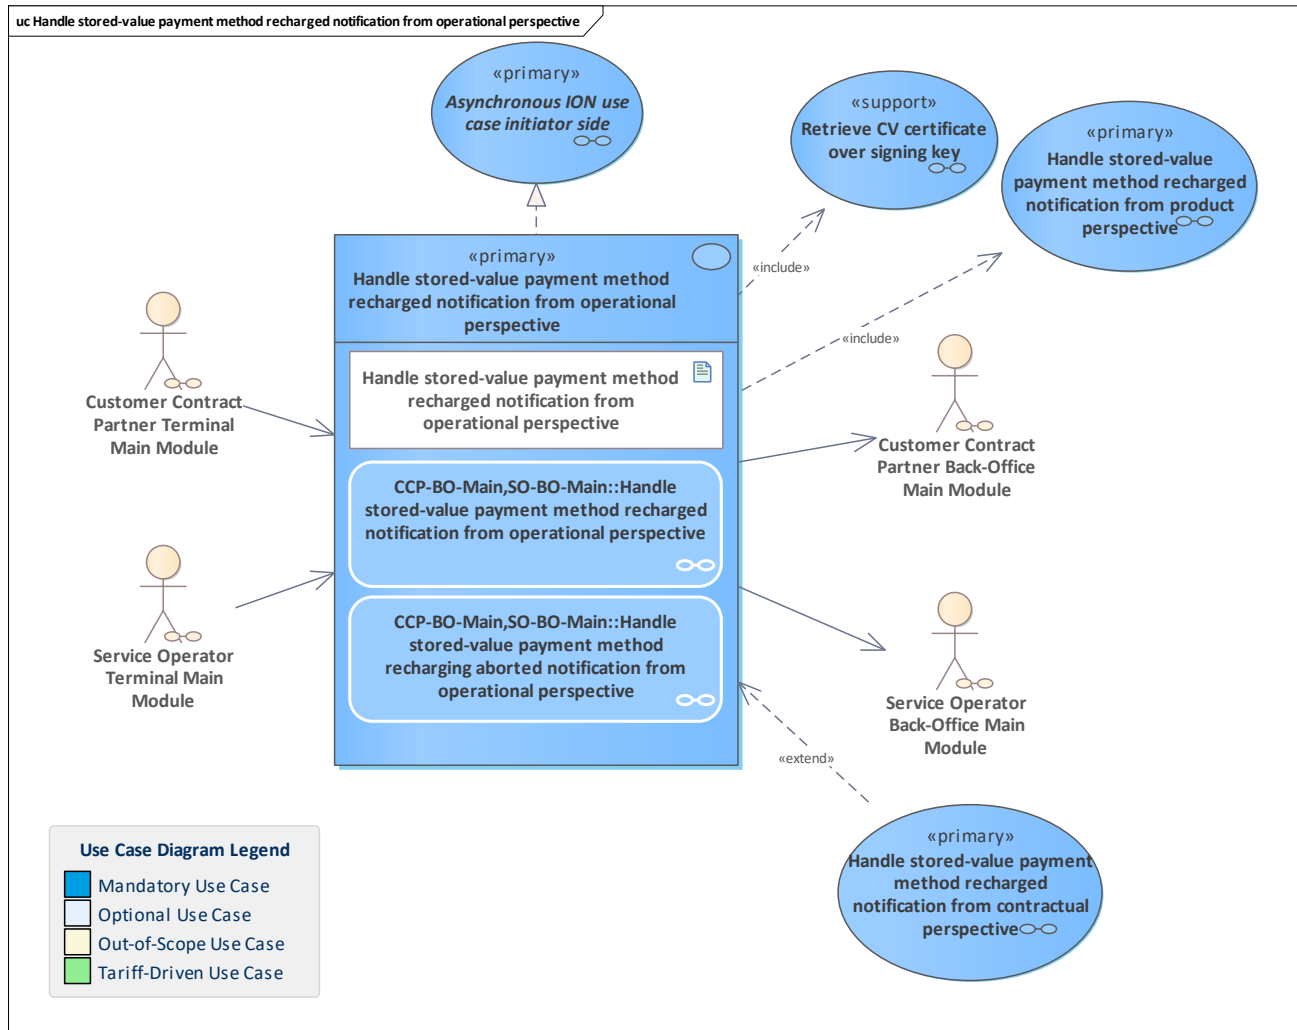 uc Handle stored-value payment method recharged notification from operational perspective
«primary»
Asynchronous ION use
case initiator side
«support»
Retrieve CV certificate
over signing key
«primary»
Handle stored-value
payment method recharged
notification from product
perspective
«primary»
Handle stored-value payment method
recharged notification from operational
perspective
«include»
«include»
Handle stored-value payment method
recharged notification from
operational perspective
Customer Contract
Partner Terminal
Main Module
Customer Contract
Partner Back-Office
Main Module
CCP-BO-Main,SO-BO-Main::Handle
stored-value payment method recharged
notification from operational perspective
CCP-BO-Main,SO-BO-Main::Handle
stored-value payment method
recharging aborted notification from
operational perspective
Service Operator
Terminal Main
Module
Service Operator
Back-Office Main
Module
«extend»
«primary»
Handle stored-value payment
method recharged
notification from contractual
perspective
Use Case Diagram Legend
Mandatory Use Case
Optional Use Case
Out-of-Scope Use Case
Tariff-Driven Use Case